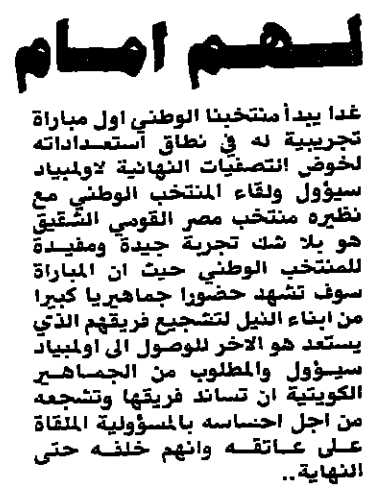 لهم امام
غدا يبدأ منتخبنا الوطني اول مباراة
تجريبية له في نطاق استعداداته
لخوض التصفيات النهائية لاولمبياد
سيؤول ولقاء المنتخب الوطني مع
نظيره منتخب مصر القومي الشقيق
هو بلا شك تجربة جيدة ومفيدة
للمنتخب الوطني حيث ان المباراة
سوف تشهد حضورا جماهيريا كبيرا
من ابناء النيل لتشجيع فريقهم الذي
يستعد هو الاخر للوصول الى اولمبياد
سيؤول والمطلوب من الجماهير
الكويتية ان تساند فريقها وتشجعه
من اجل احساسه بالمسؤولية الملقاة
على عاتقه وانهم خلفه حتى
النهاية..